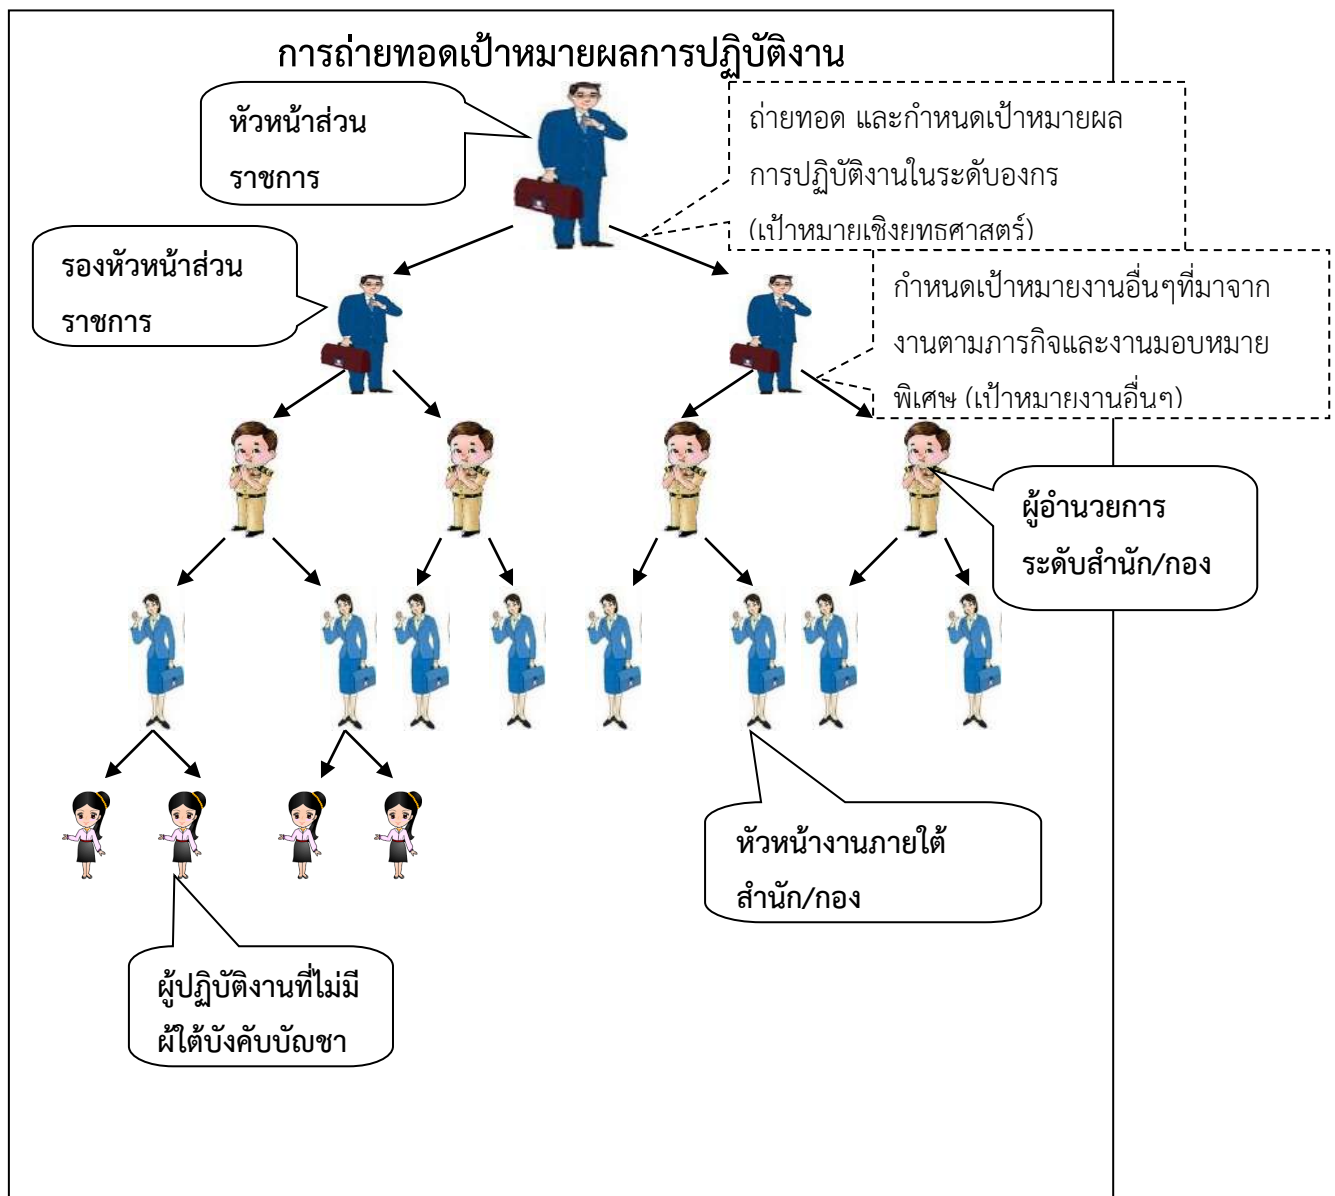 การถ่ายทอดเป้าหมายผลการปฏิบัติงาน
หัวหน้าส่วน
ราชการ
ถ่ายทอด และกำหนดเป้าหมายผล
การปฏิบัติงานในระดับองกร
(เป้าหมายเชิงยุทธศาสตร์)
รองหัวหน้าส่วน
ราชการ
กำหนดเป้าหมายงานอื่นๆที่มาจาก
งานตามภารกิจและงานมอบหมาย
พิเศษ (เป้าหมายงานอื่นๆ)
ผู้อำนวยการ
ระดับสำนัก/กอง
หัวหน้างานภายใต้
สำนัก/กอง
ผู้ปฏิบัติงานที่ไม่มี
ผู้ใต้บังคับบัญชา